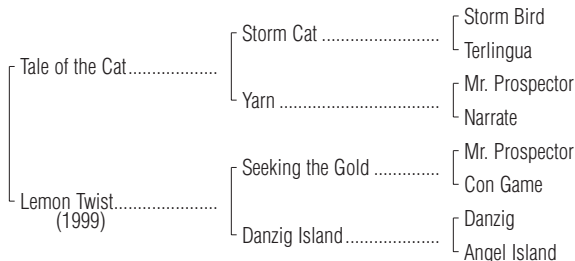 Storm Bird
Storm Cat ........................
Terlingua
Tale of the Cat..................
Mr. Prospector
Yarn ................................
Narrate
Mr. Prospector
Seeking the Gold .............
Con Game
Lemon Twist.....................
(1999)
Danzig
Danzig Island...................
Angel Island